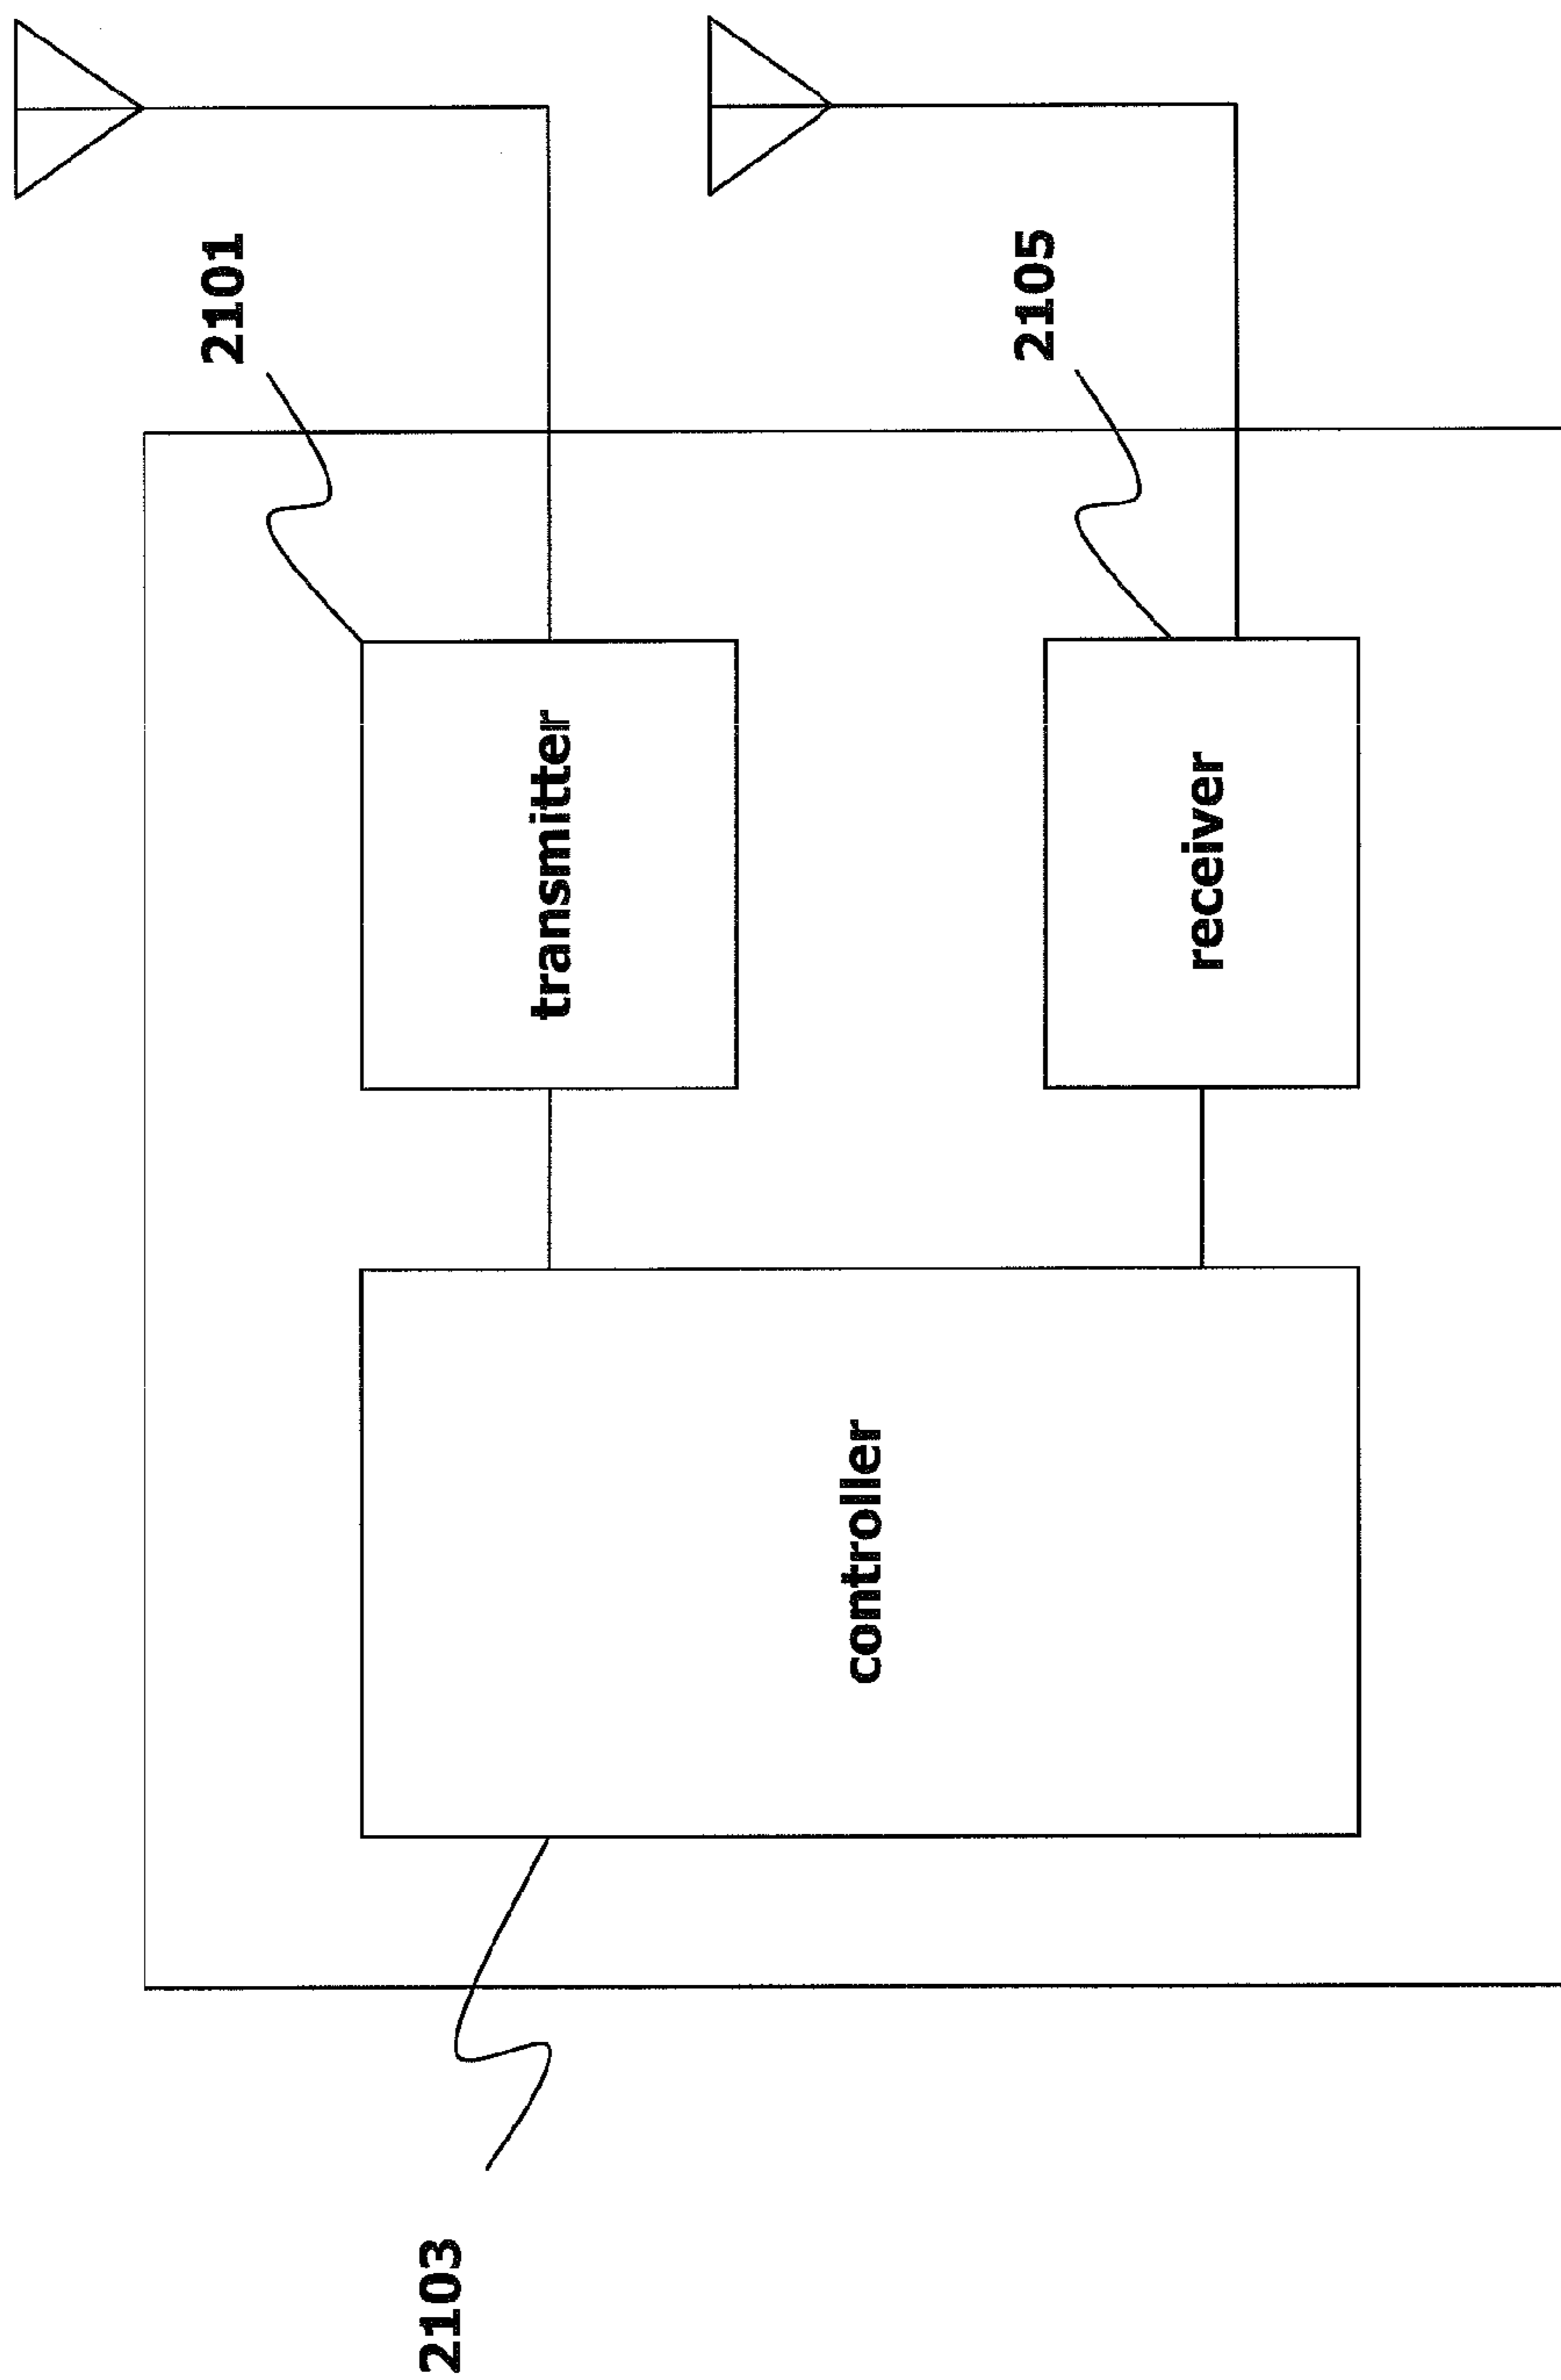 2101
transmitter
2105
receiver
controller
2103